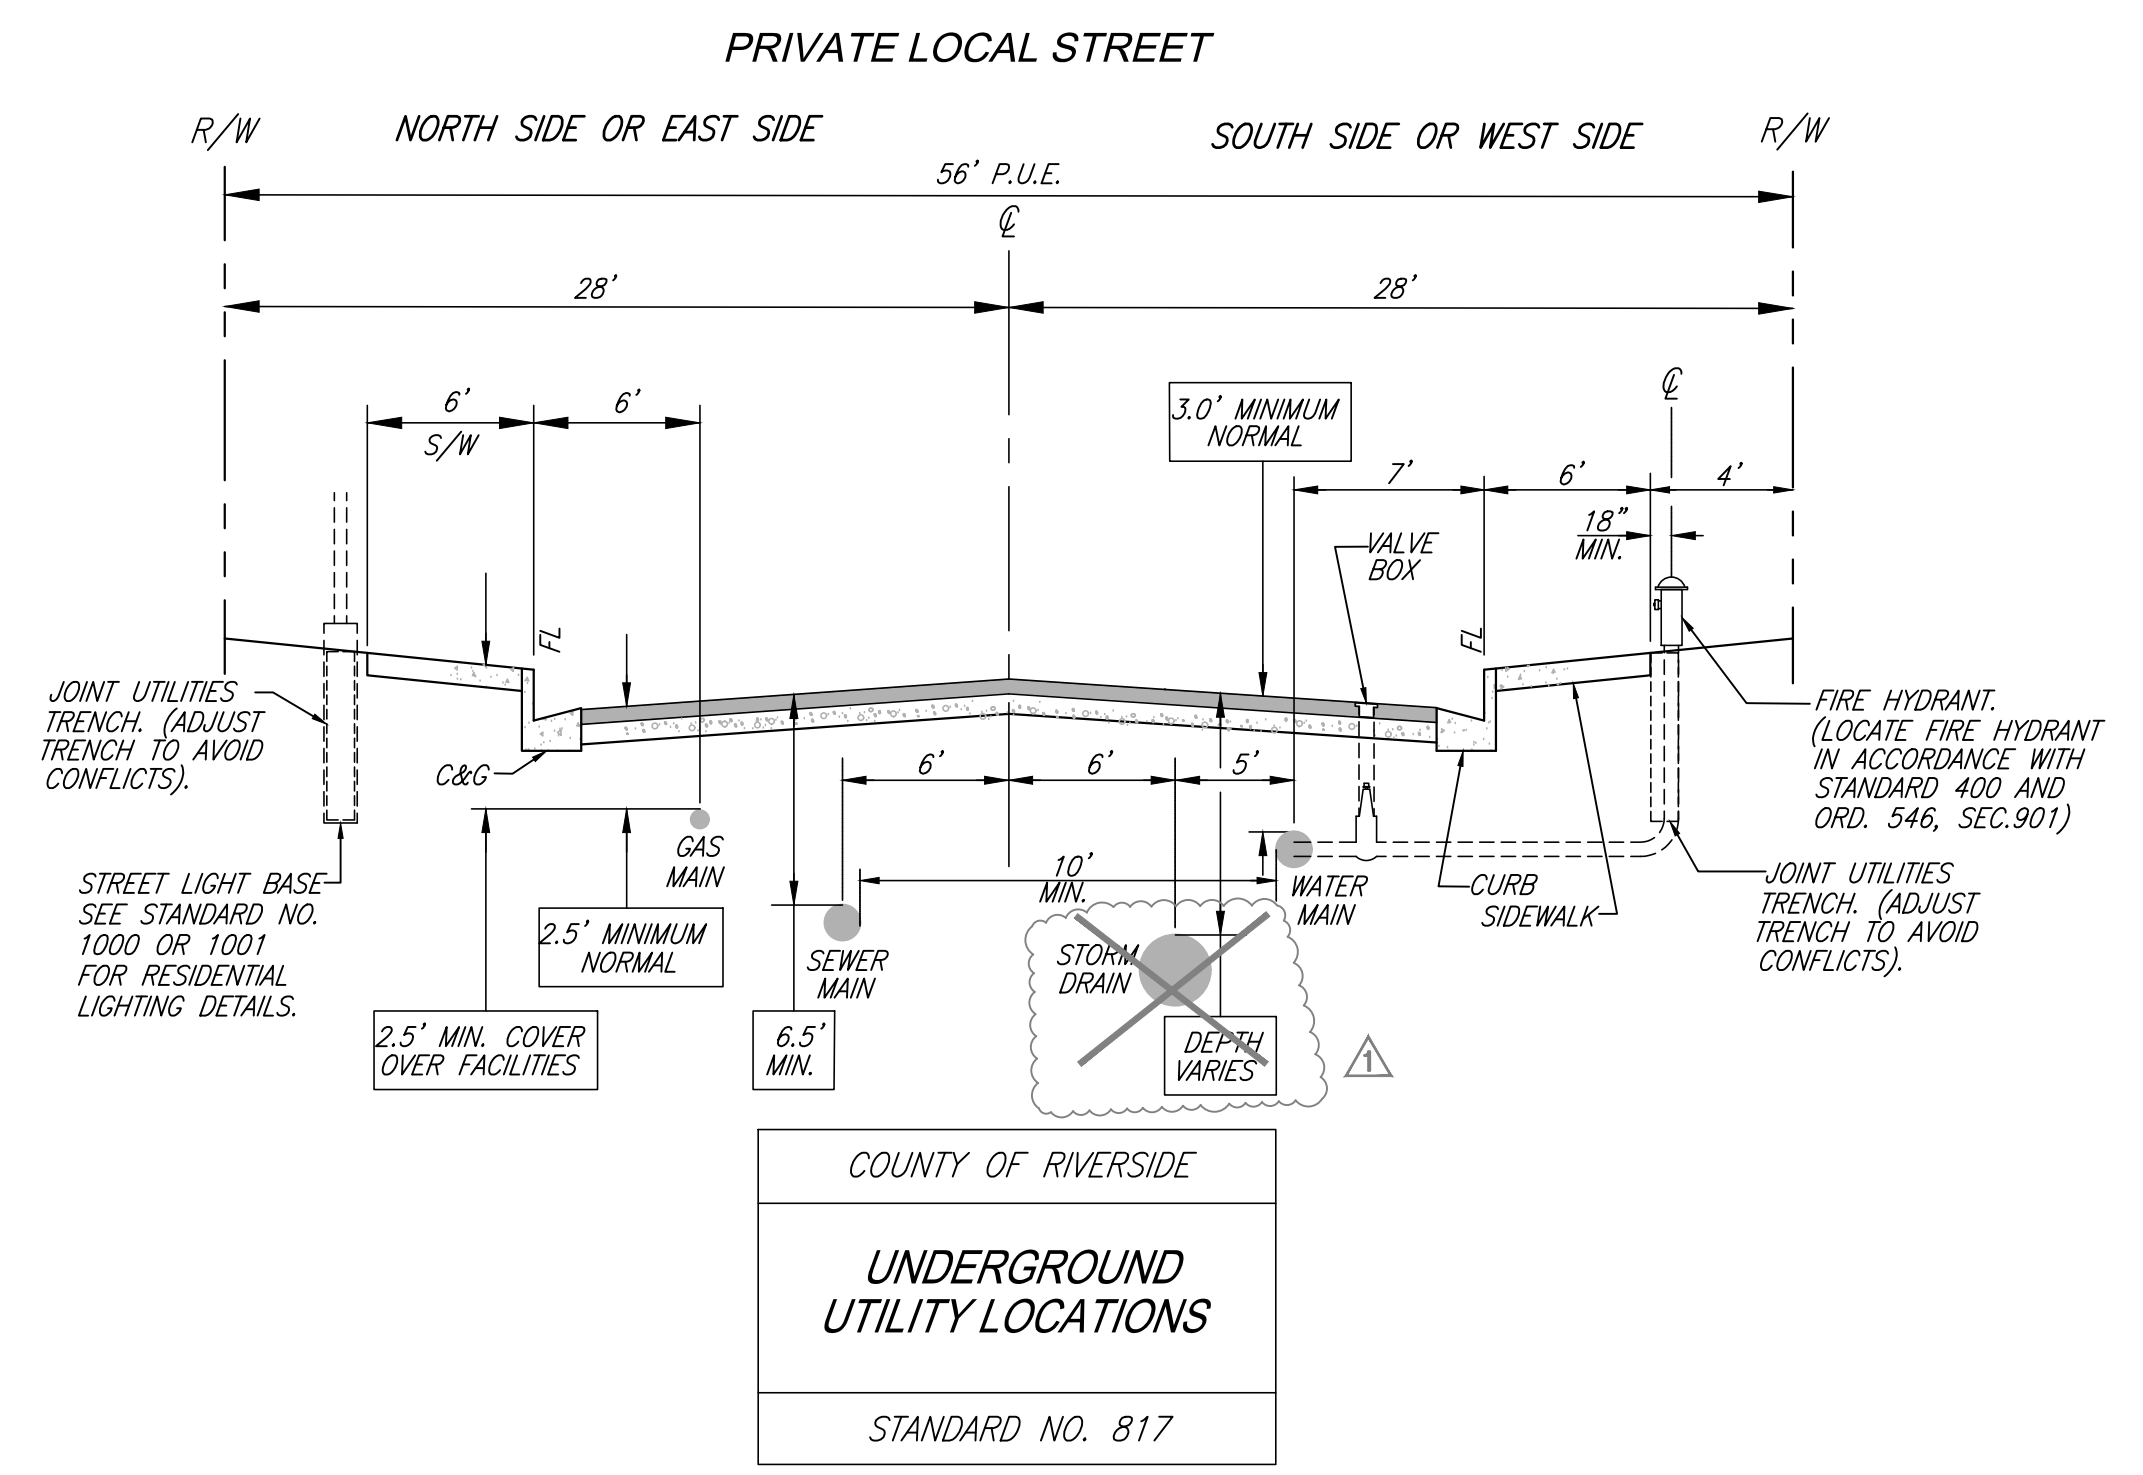 PRIVATE LOCAL STREET
R/W
NORTH SIDE OR EAST SIDE
SOUTH SIDE OR WEST SIDE
R/W
56' P.U.E.
℄
28'
28'
℄
6'
S/W
6'
3.0' MINIMUM
NORMAL
7'
6'
4'
18"
MIN.
VALVE
BOX
FL
FL
JOINT UTILITIES
TRENCH. (ADJUST
TRENCH TO AVOID
CONFLICTS).
C&G
6'
6'
5'
FIRE HYDRANT.
(LOCATE FIRE HYDRANT
IN ACCORDANCE WITH
STANDARD 400 AND
ORD. 546, SEC.901)
GAS
MAIN
10'
MIN.
WATER
MAIN
CURB
SIDEWALK
JOINT UTILITIES
TRENCH. (ADJUST
TRENCH TO AVOID
CONFLICTS).
STREET LIGHT BASE
SEE STANDARD NO.
1000 OR 1001
FOR RESIDENTIAL
LIGHTING DETAILS.
2.5' MINIMUM
NORMAL
SEWER
MAIN
STORM
DRAIN
2.5' MIN. COVER
OVER FACILITIES
6.5'
MIN.
DEPTH
VARIES
1
COUNTY OF RIVERSIDE
UNDERGROUND
UTILITY LOCATIONS
STANDARD NO. 817